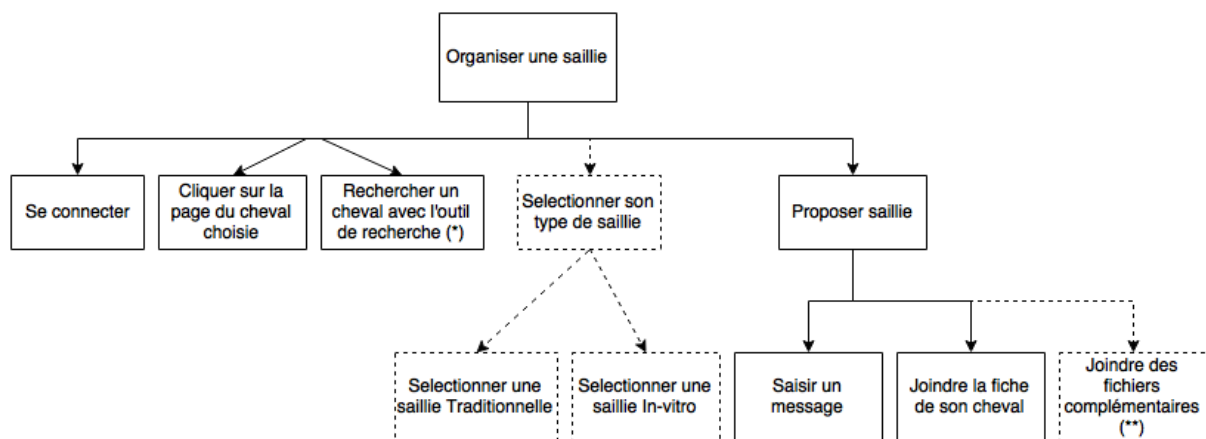 Organiser une saillie
Se connecter
Cliquer sur la
page du cheval
choisie
Rechercher un
cheval avec l'outil
de recherche (*)
Selectionner son
type de saillie
Proposer saillie
Selectionner une
saillie Traditionnelle
Selectionner une
saillie In-vitro
Saisir un
message
Joindre la fiche
de son cheval
Joindre des
fichiers
complémentaires
(**)